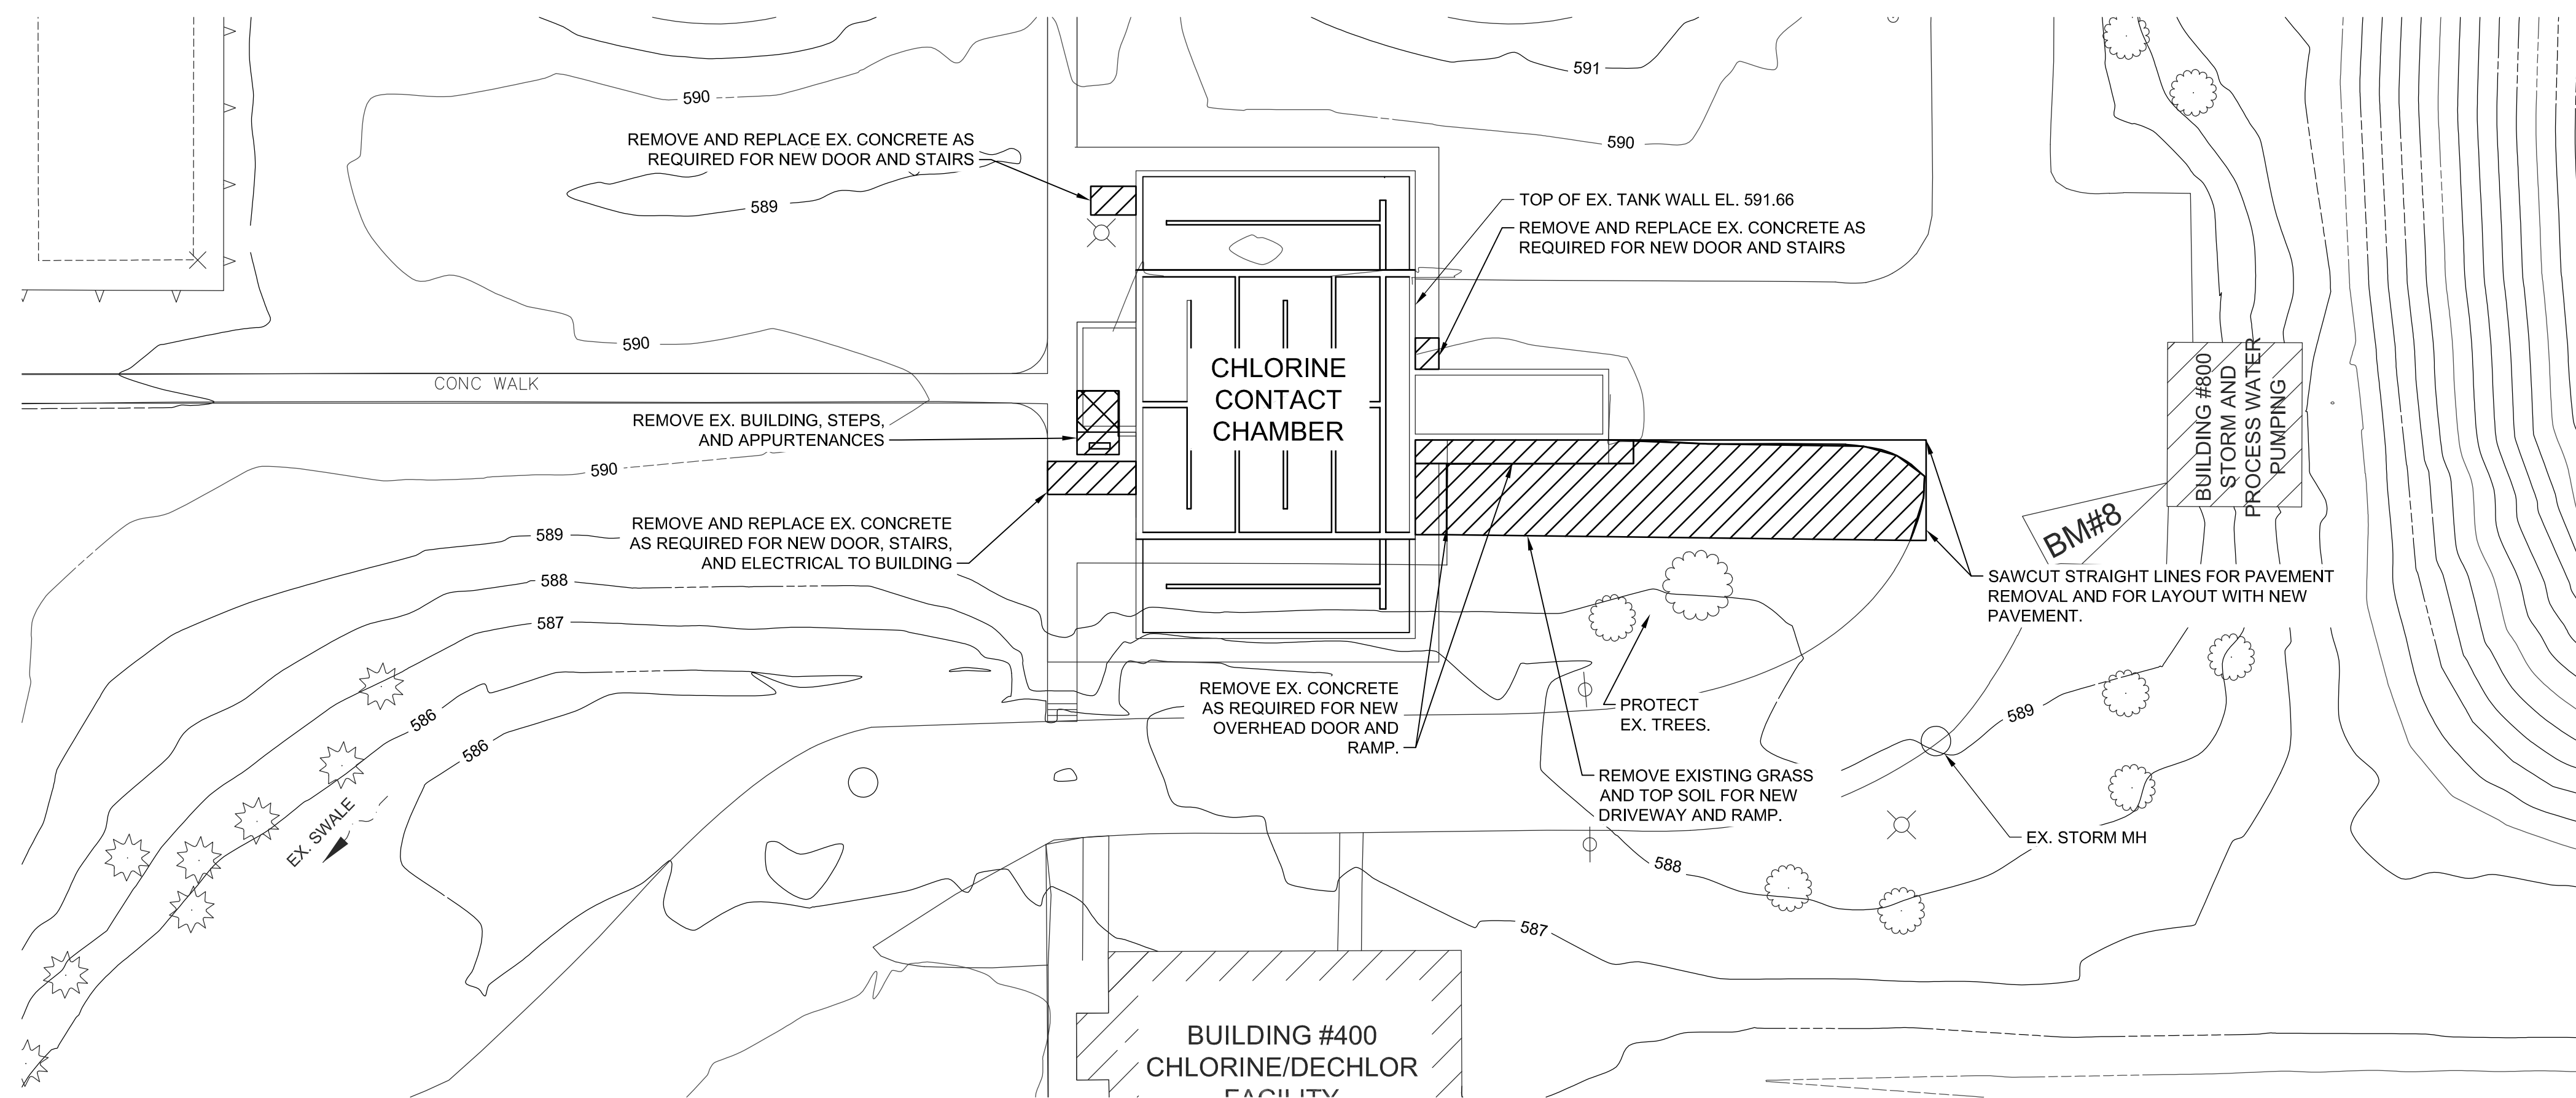 591
590
590
REMOVE AND REPLACE EX. CONCRETE AS
REQUIRED FOR NEW DOOR AND STAIRS
589
TOP OF EX. TANK WALL EL. 591.66
REMOVE AND REPLACE EX. CONCRETE AS
REQUIRED FOR NEW DOOR AND STAIRS
590
CONC WALK
CHLORINE
CONTACT
CHAMBER
BUILDING #800
STORM AND
PROCESS WATER
PUMPING
REMOVE EX. BUILDING, STEPS,
AND APPURTENANCES
590
BM#8
589
REMOVE AND REPLACE EX. CONCRETE
AS REQUIRED FOR NEW DOOR, STAIRS,
AND ELECTRICAL TO BUILDING
588
587
SAWCUT STRAIGHT LINES FOR PAVEMENT
REMOVAL AND FOR LAYOUT WITH NEW
PAVEMENT.
REMOVE EX. CONCRETE
AS REQUIRED FOR NEW
OVERHEAD DOOR AND
RAMP.
PROTECT
EX. TREES.
589
586
586
REMOVE EXISTING GRASS
AND TOP SOIL FOR NEW
DRIVEWAY AND RAMP.
EX. SWALE
EX. STORM MH
588
587
BUILDING #400
CHLORINE/DECHLOR
FACILITY